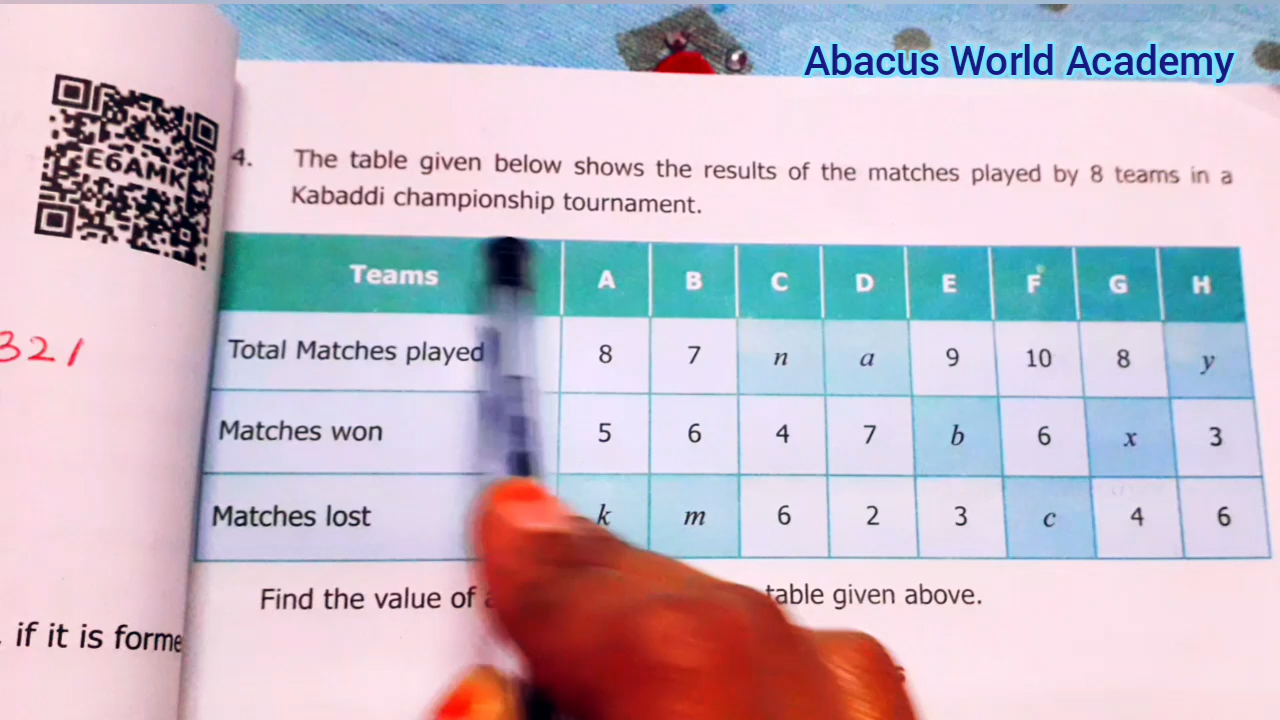 Abacus World Academy
E6AMK
4. The table given below shows the results of the matches played by 8 teams in a
Kabaddi championship tournament.
Teams A B C D E F G H
Total Matches played 8 7 n a 9 10 8 y
Matches won 5 6 4 7 b 6 x 3
Matches lost k m 6 2 3 c 4 6
Find the value of table given above.
321
if it is forme